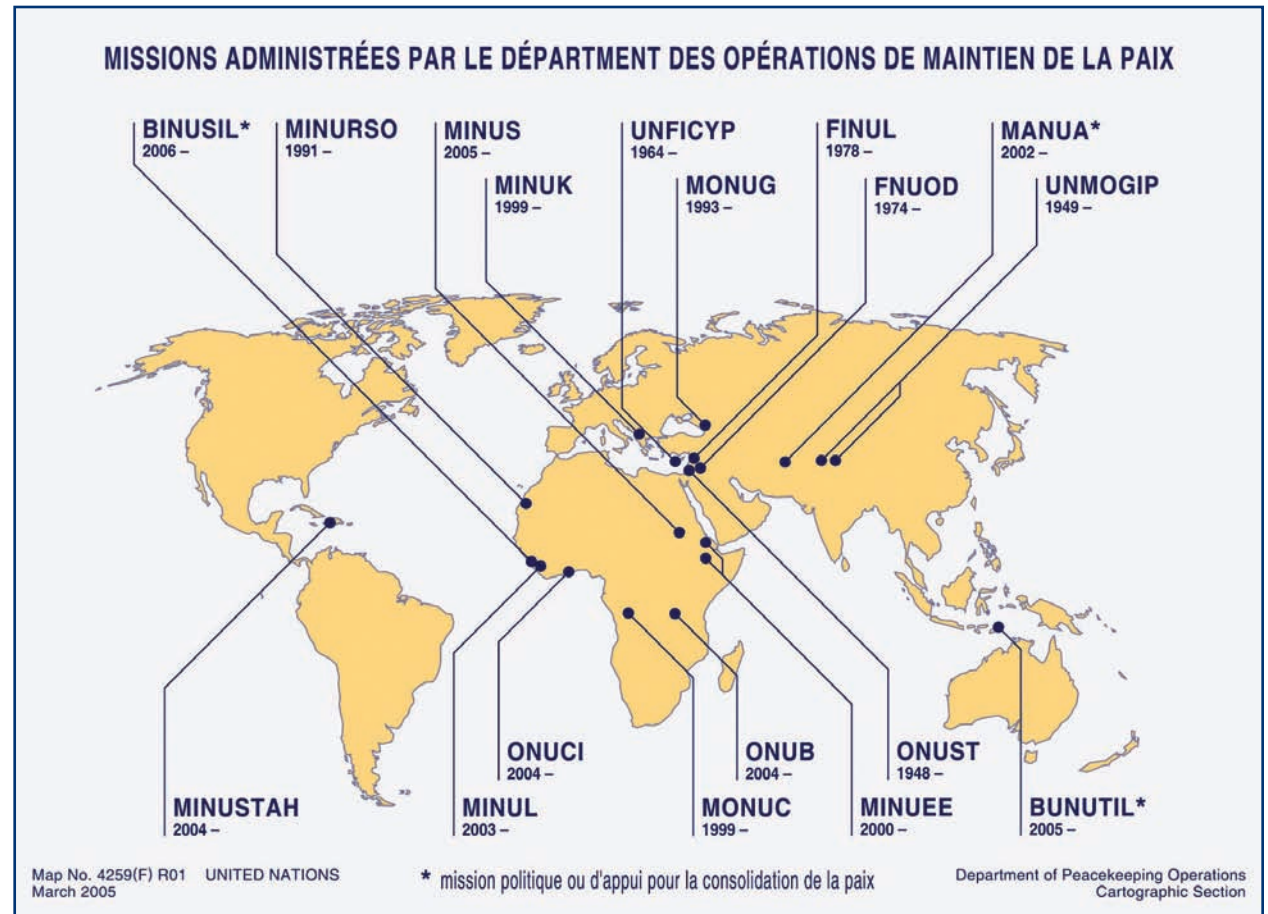 MISSIONS ADMINISTRÉES PAR LE DÉPARTMENT DES OPÉRATIONS DE MAINTIEN DE LA PAIX
BINUSIL*
2006 –
MINURSO
1991 –
MINUS
2005 –
UNFICYP
1964 –
FINUL
1978 –
MANUA*
2002 –
MINUK
1999 –
MONUG
1993 –
FNUOD
1974 –
UNMOGIP
1949 –
ONUCI
2004 –
ONUB
2004 –
ONUST
1948 –
MINUSTAH
2004 –
MINUL
2003 –
MONUC
1999 –
MINUEE
2000 –
BUNUTIL*
2005 –
Map No. 4259(F) R01 UNITED NATIONS
March 2005
* mission politique ou d'appui pour la consolidation de la paix
Department of Peacekeeping Operations
Cartographic Section